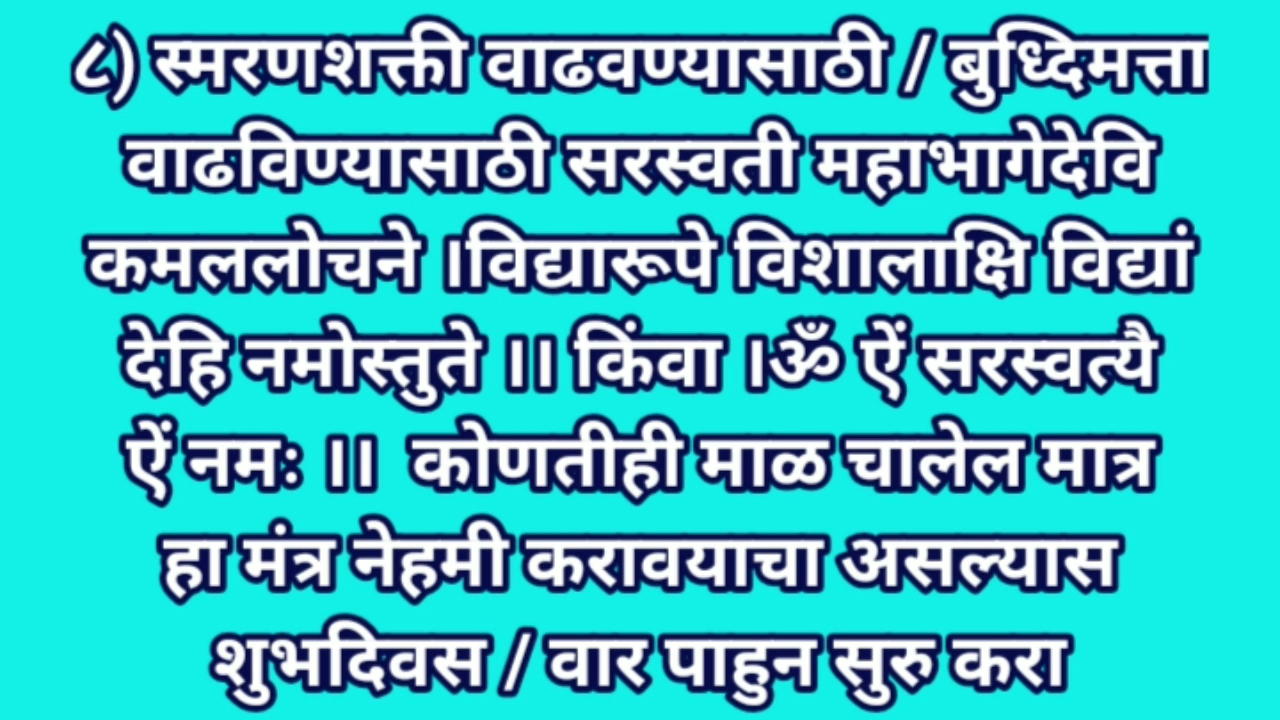 ८) स्मरणशक्ती वाढवण्यासाठी / बुध्दिमत्ता
वाढविण्यासाठी सरस्वती महाभागेदेवि
कमललोचने ।विद्यारूपे विशालाक्षि विद्यां
देहि नमोस्तुते ।। किंवा ।ॐ ऐं सरस्वत्यै
ऐं नमः ।। कोणतीही माळ चालेल मात्र
हा मंत्र नेहमी करावयाचा असल्यास
शुभदिवस / वार पाहुन सुरु करा